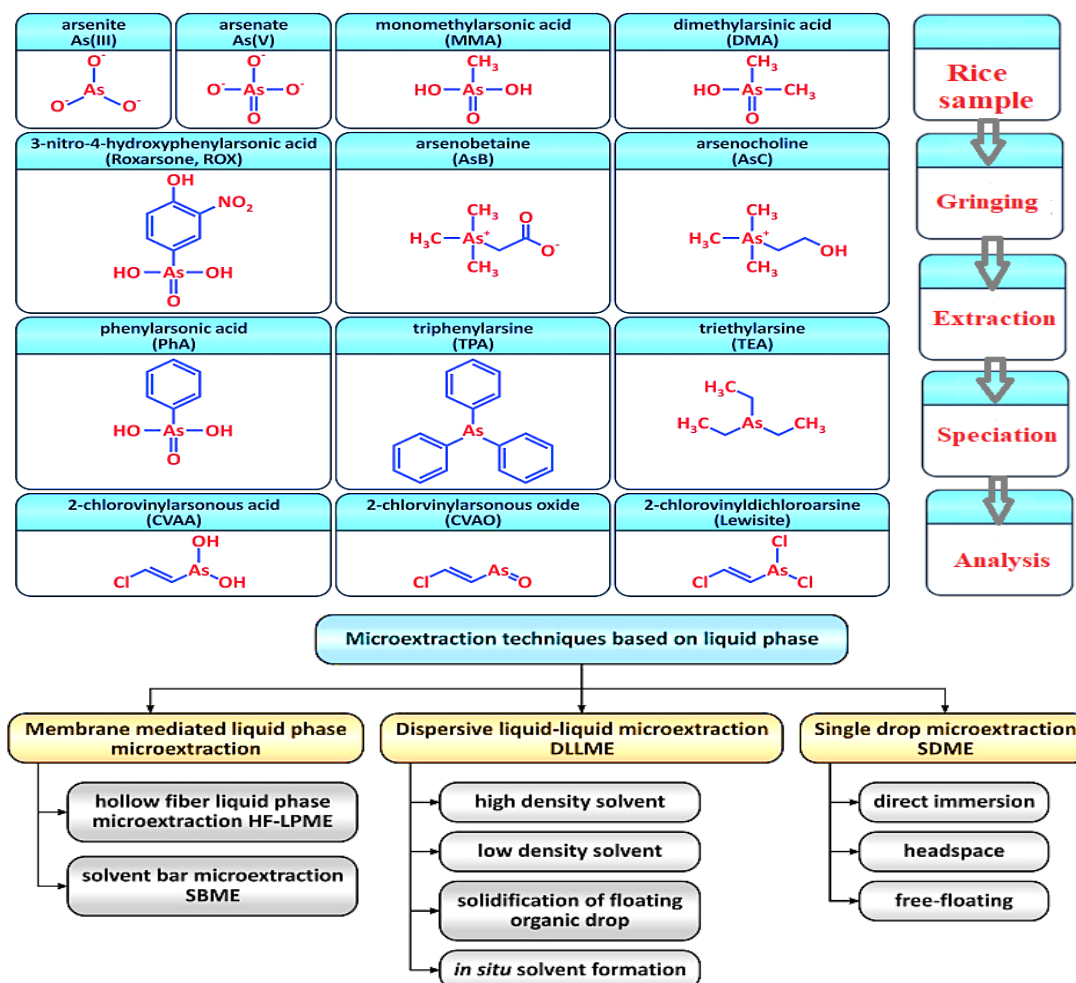 arsenite
As(III)
O⁻
As
O⁻
O⁻
arsenate
As(V)
O⁻
O⁻
As
O⁻
O
monomethylarsonic acid
(MMA)
CH₃
HO
As
OH
O
dimethylarsinic acid
(DMA)
CH₃
HO
As
CH₃
O
3-nitro-4-hydroxyphenylarsonic acid
(Roxarsone, ROX)
OH
NO₂
HO
As
OH
O
arsenobetaine
(AsB)
CH₃
O
H₃C
As⁺
O⁻
CH₃
arsenocholine
(AsC)
CH₃
H₃C
As⁺
OH
CH₃
phenylarsonic acid
(PhA)
HO
As
OH
O
triphenylarsine
(TPA)
As
triethylarsine
(TEA)
H₃C
H₃C
CH₃
As
2-chlorovinylarsonous acid
(CVAA)
OH
Cl
As
OH
2-chlorvinylarsonous oxide
(CVAO)
Cl
As
O
2-chlorovinyldichloroarsine
(Lewisite)
Cl
Cl
As
Cl
Rice
sample
Gringing
Extraction
Speciation
Analysis
Microextraction techniques based on liquid phase
Membrane mediated liquid phase
microextraction
hollow fiber liquid phase
microextraction HF-LPME
solvent bar microextraction
SBME
Dispersive liquid-liquid microextraction
DLLME
high density solvent
low density solvent
solidification of floating
organic drop
in situ solvent formation
Single drop microextraction
SDME
direct immersion
headspace
free-floating